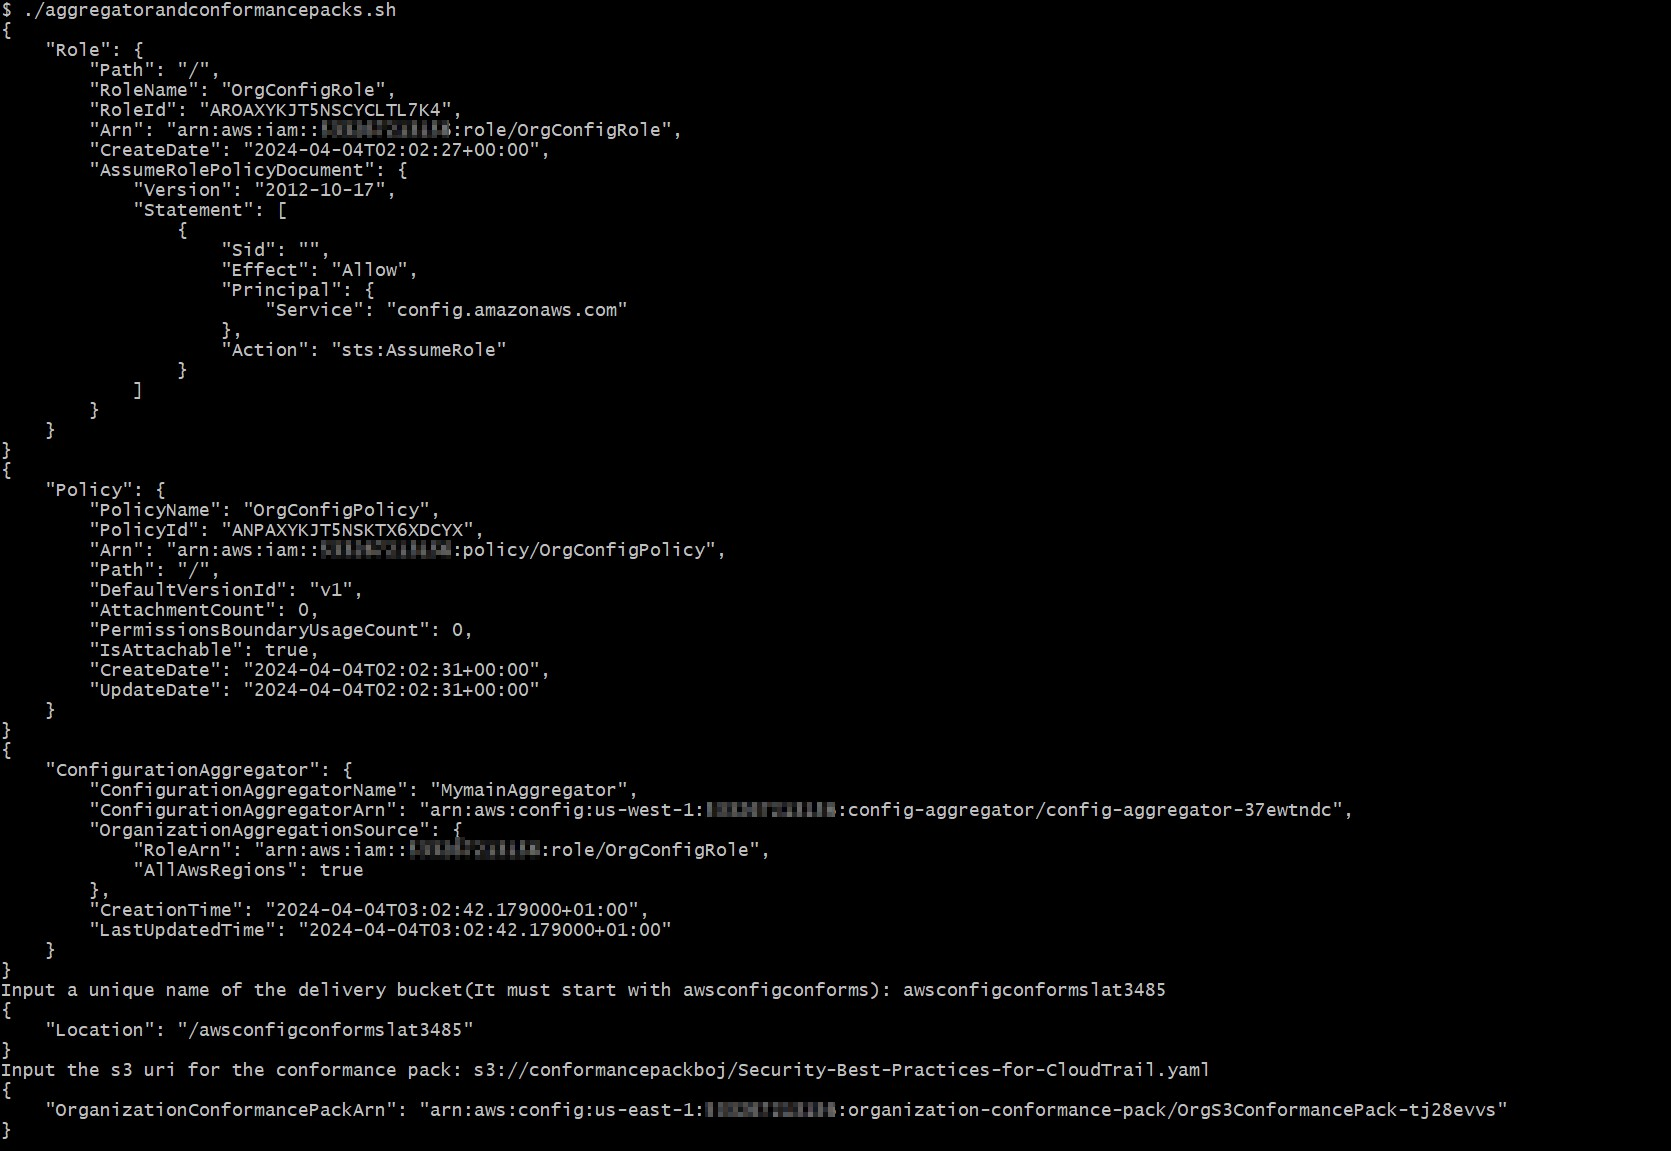 $ ./aggregatorandconformancepacks.sh
{
    "Role": {
        "Path": "/",
        "RoleName": "OrgConfigRole",
        "RoleId": "AROAXYKJT5NSCYCLTL7K4",
        "Arn": "arn:aws:iam:::role/OrgConfigRole",
        "CreateDate": "2024-04-04T02:02:27+00:00",
        "AssumeRolePolicyDocument": {
            "Version": "2012-10-17",
            "Statement": [
                {
                    "Sid": "",
                    "Effect": "Allow",
                    "Principal": {
                        "Service": "config.amazonaws.com"
                    },
                    "Action": "sts:AssumeRole"
                }
            ]
        }
    }
}
{
    "Policy": {
        "PolicyName": "OrgConfigPolicy",
        "PolicyId": "ANPAXYKJT5NSKTX6XDCYX",
        "Arn": "arn:aws:iam:::policy/OrgConfigPolicy",
        "Path": "/",
        "DefaultVersionId": "v1",
        "AttachmentCount": 0,
        "PermissionsBoundaryUsageCount": 0,
        "IsAttachable": true,
        "CreateDate": "2024-04-04T02:02:31+00:00",
        "UpdateDate": "2024-04-04T02:02:31+00:00"
    }
}
{
    "ConfigurationAggregator": {
        "ConfigurationAggregatorName": "MymainAggregator",
        "ConfigurationAggregatorArn": "arn:aws:config:us-west-1::config-aggregator/config-aggregator-37ewtndc",
        "OrganizationAggregationSource": {
            "RoleArn": "arn:aws:iam:::role/OrgConfigRole",
            "AllAwsRegions": true
        },
        "CreationTime": "2024-04-04T03:02:42.179000+01:00",
        "LastUpdatedTime": "2024-04-04T03:02:42.179000+01:00"
    }
}
Input a unique name of the delivery bucket(It must start with awsconfigconforms): awsconfigconformslat3485
{
    "Location": "/awsconfigconformslat3485"
}
Input the s3 uri for the conformance pack: s3://conformancepackboj/Security-Best-Practices-for-CloudTrail.yaml
{
    "OrganizationConformancePackArn": "arn:aws:config:us-east-1::organization-conformance-pack/OrgS3ConformancePack-tj28evvs"
}